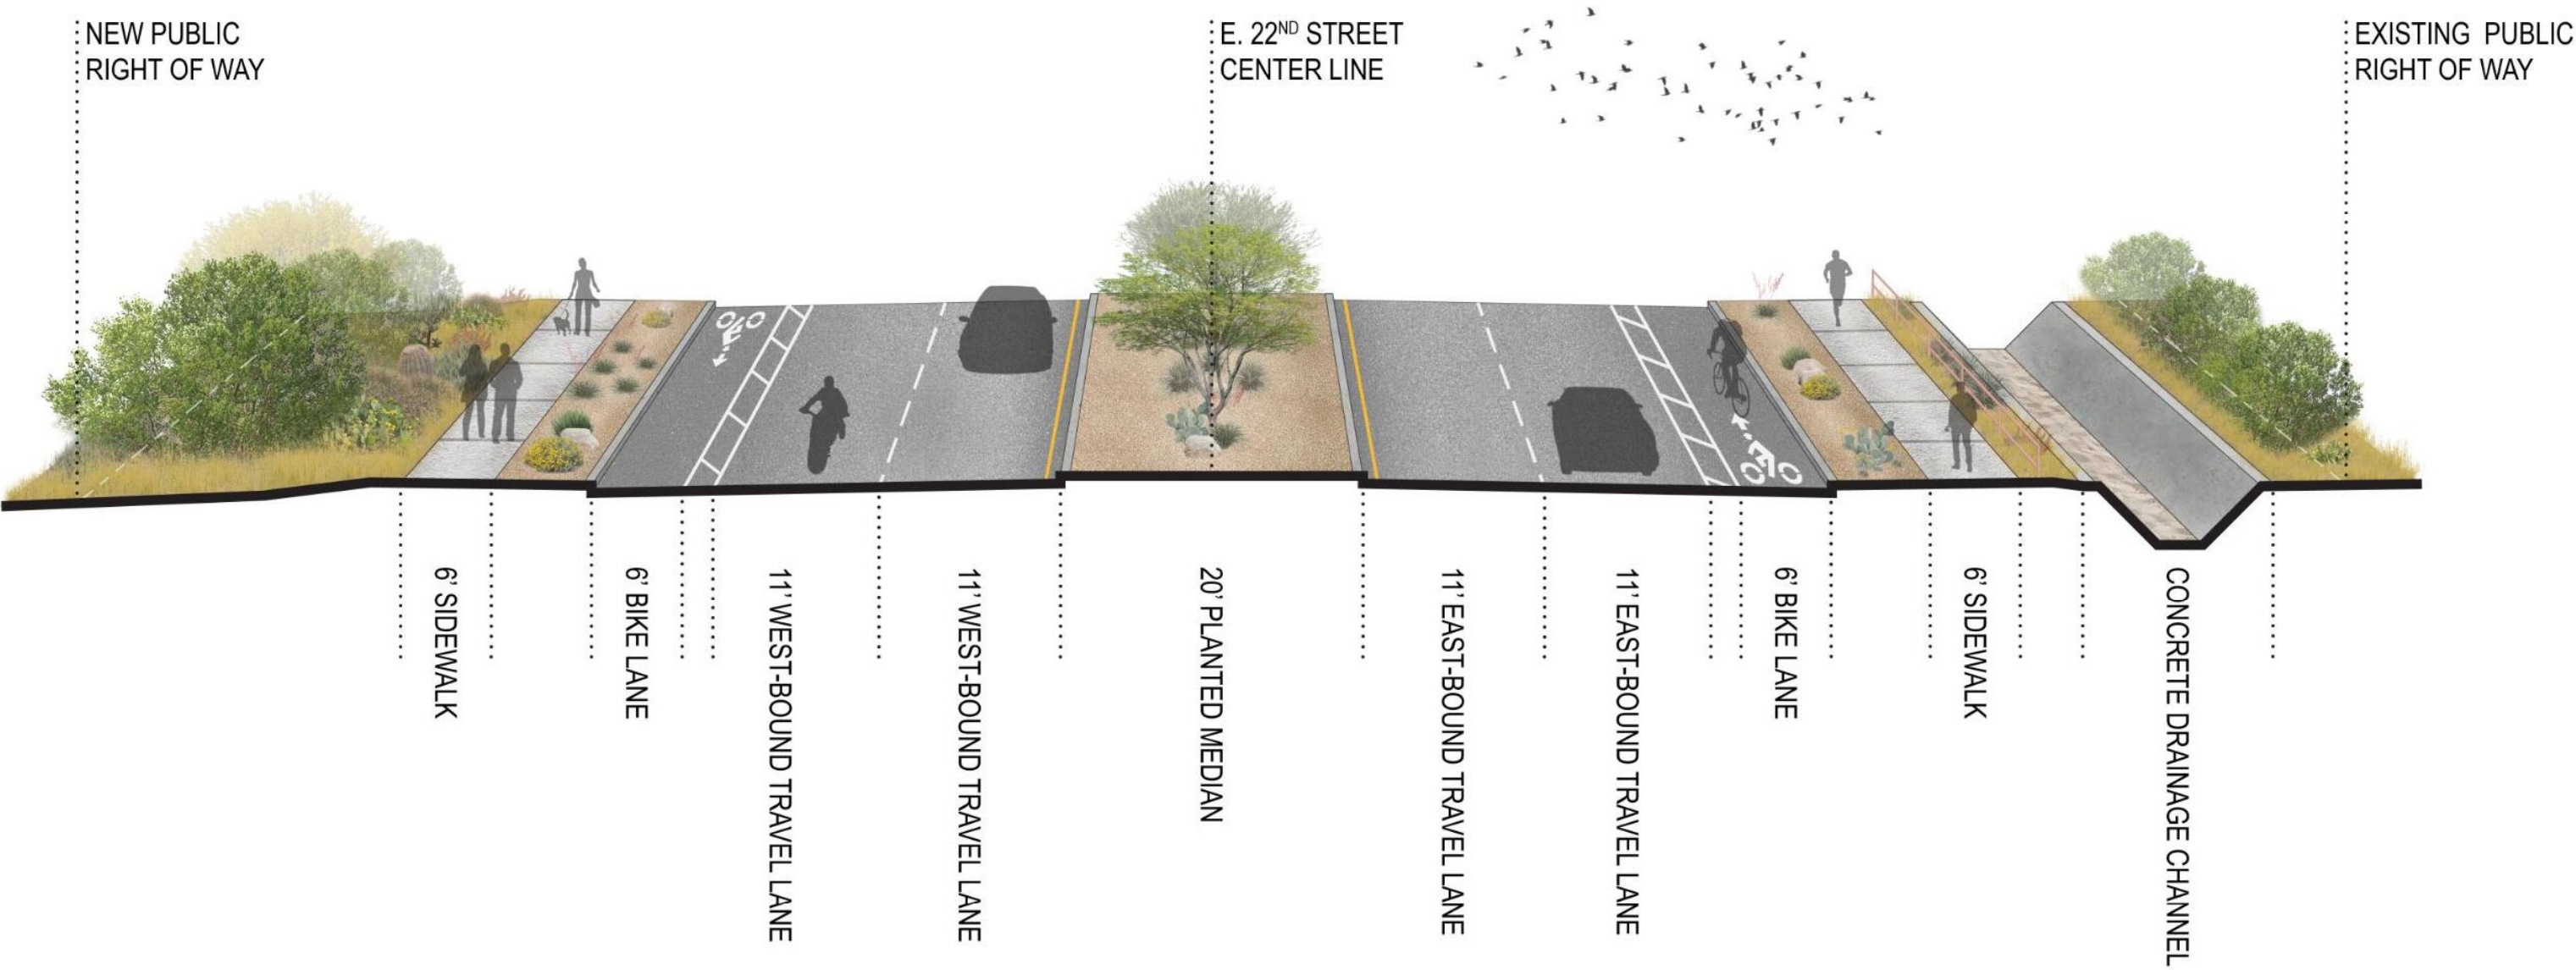 NEW PUBLIC
RIGHT OF WAY
E. 22ND STREET
CENTER LINE
EXISTING PUBLIC
RIGHT OF WAY
6' SIDEWALK
6' BIKE LANE
11' WEST-BOUND TRAVEL LANE
11' WEST-BOUND TRAVEL LANE
20' PLANTED MEDIAN
11' EAST-BOUND TRAVEL LANE
11' EAST-BOUND TRAVEL LANE
6' BIKE LANE
6' SIDEWALK
CONCRETE DRAINAGE CHANNEL